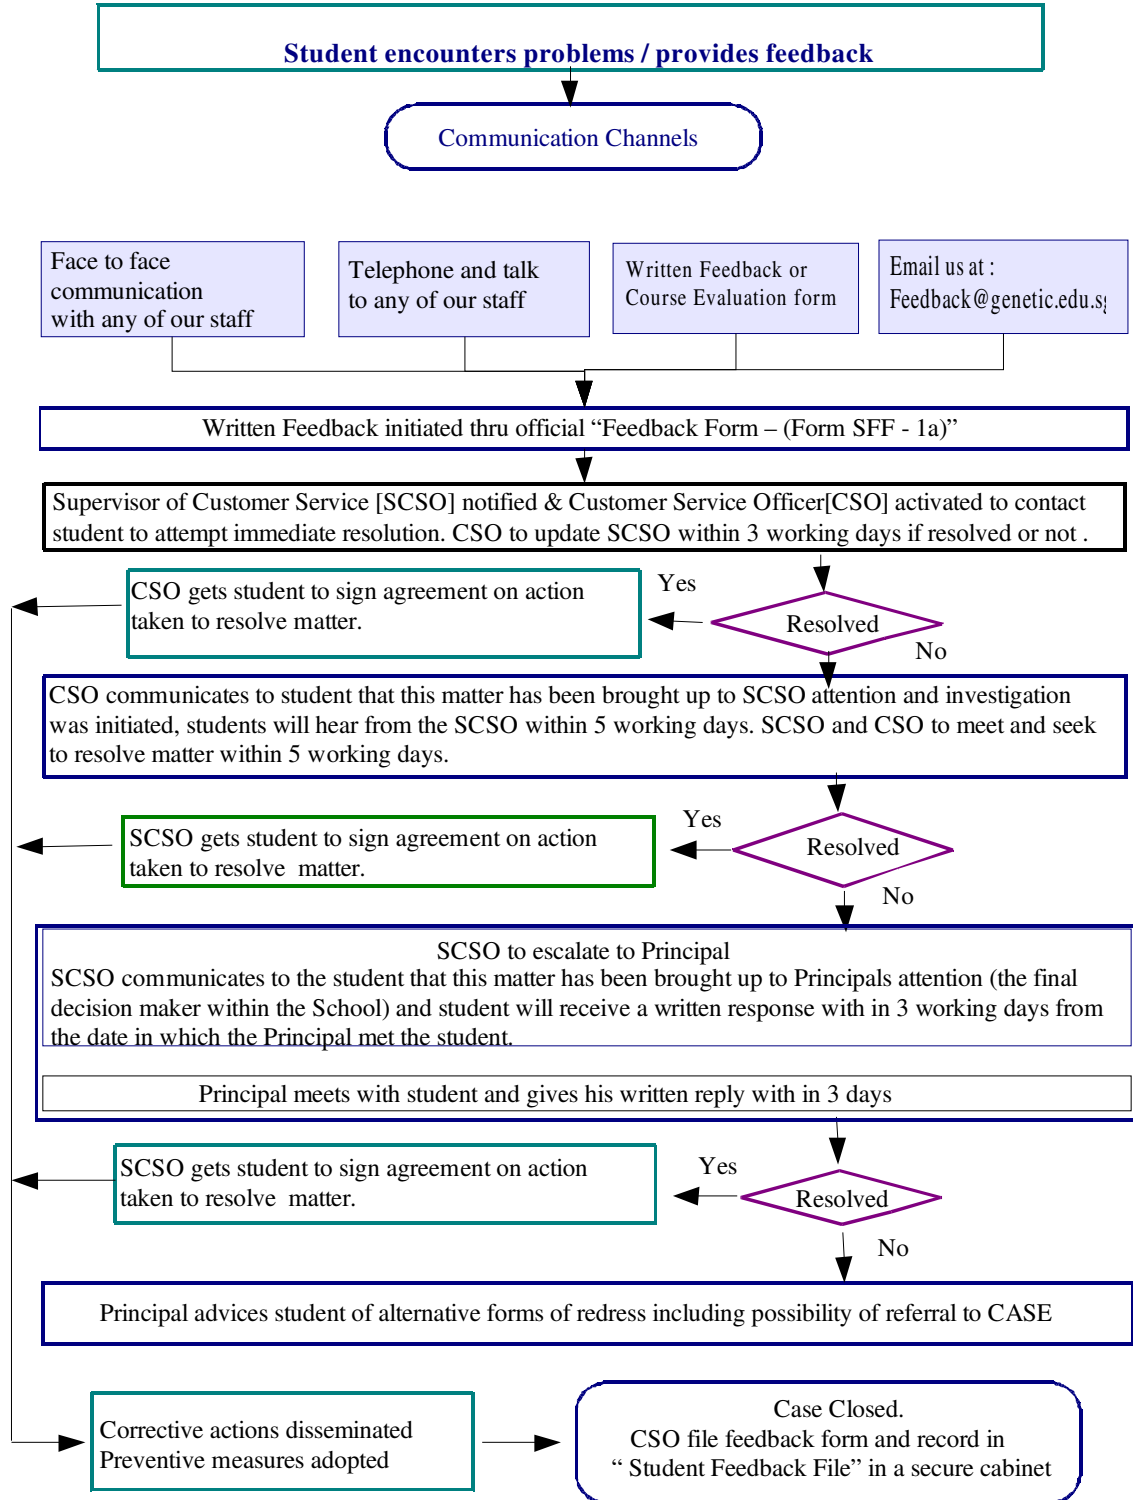 Student encounters problems / provides feedback
Communication Channels
Face to face
communication
with any of our staff
Telephone and talk
to any of our staff
Written Feedback or
Course Evaluation form
Email us at :
Feedback@genetic.edu.sg
Written Feedback initiated thru official “Feedback Form – (Form SFF - 1a)”
Supervisor of Customer Service [SCSO] notified & Customer Service Officer[CSO] activated to contact
student to attempt immediate resolution. CSO to update SCSO within 3 working days if resolved or not .
Yes
CSO gets student to sign agreement on action
taken to resolve matter.
Resolved
No
CSO communicates to student that this matter has been brought up to SCSO attention and investigation
was initiated, students will hear from the SCSO within 5 working days. SCSO and CSO to meet and seek
to resolve matter within 5 working days.
Yes
SCSO gets student to sign agreement on action
taken to resolve  matter.
Resolved
No
SCSO to escalate to Principal
SCSO communicates to the student that this matter has been brought up to Principals attention (the final
decision maker within the School) and student will receive a written response with in 3 working days from
the date in which the Principal met the student.
Principal meets with student and gives his written reply with in 3 days
Yes
SCSO gets student to sign agreement on action
taken to resolve  matter.
Resolved
No
Principal advices student of alternative forms of redress including possibility of referral to CASE
Corrective actions disseminated
Preventive measures adopted
Case Closed.
CSO file feedback form and record in
“ Student Feedback File” in a secure cabinet